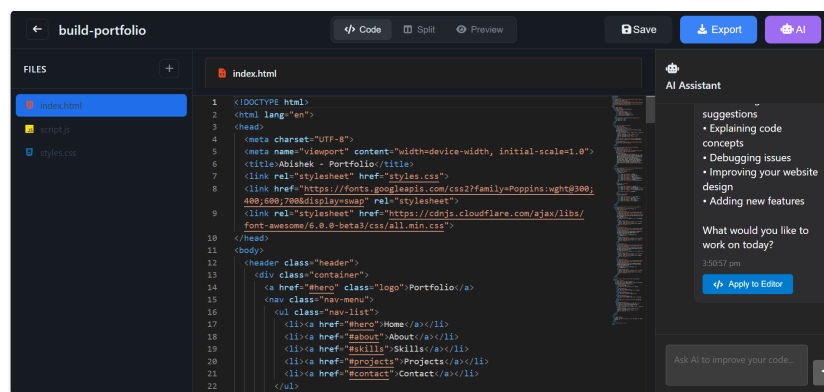 build-portfolio
Code
Split
Preview
Save
Export
AI
FILES
+
index.html
script.js
styles.css
index.html
1 <!DOCTYPE html>
2 <html lang="en">
3 <head>
4 <meta charset="UTF-8">
5 <meta name="viewport" content="width=device-width, initial-scale=1.0">
6 <title>Abishek - Portfolio</title>
7 <link rel="stylesheet" href="styles.css">
8 <link href="https://fonts.googleapis.com/css2?family=Poppins:wght@300;
400;600;700&display=swap" rel="stylesheet">
9 <link rel="stylesheet" href="https://cdnjs.cloudflare.com/ajax/libs/
font-awesome/6.0.0-beta3/css/all.min.css">
10 </head>
11 <body>
12 <header class="header">
13 <div class="container">
14 <a href="#hero" class="logo">Portfolio</a>
15 <nav class="nav-menu">
16 <ul class="nav-list">
17 <li><a href="#hero">Home</a></li>
18 <li><a href="#about">About</a></li>
19 <li><a href="#skills">Skills</a></li>
20 <li><a href="#projects">Projects</a></li>
21 <li><a href="#contact">Contact</a></li>
22 </ul>
AI Assistant
suggestions
• Explaining code
concepts
• Debugging issues
• Improving your website
design
• Adding new features
What would you like to
work on today?
3:50:57 pm
</> Apply to Editor
Ask AI to improve your code...